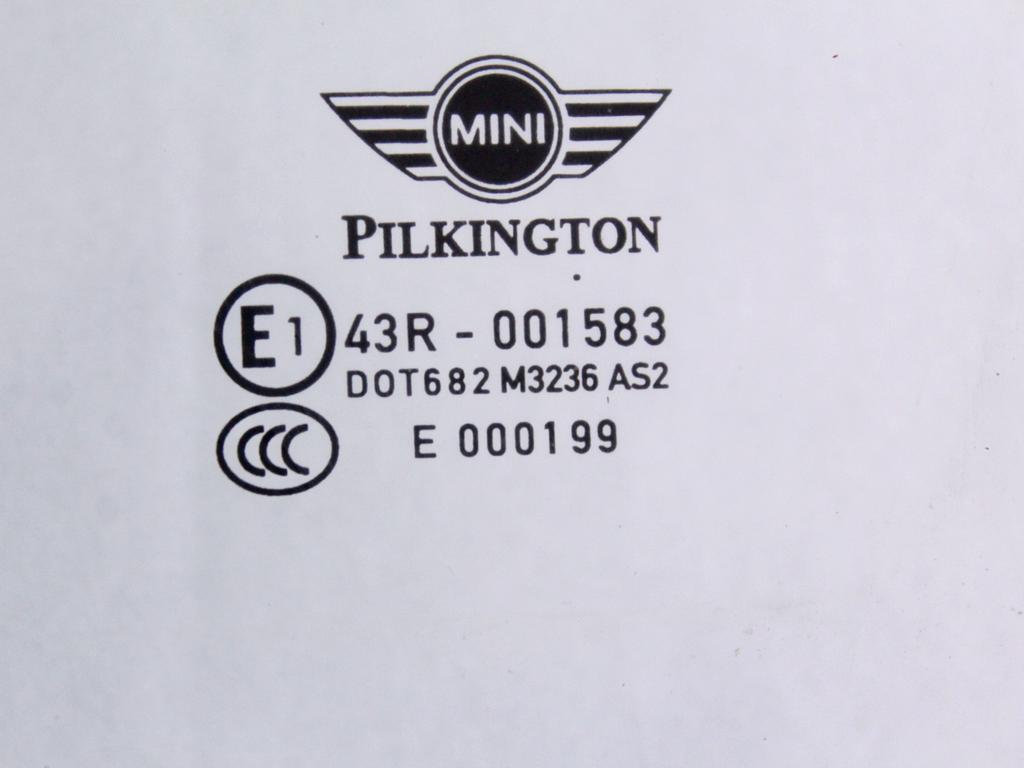 MINI
PILKINGTON
E1 43R - 001583
DOT682 M3236 AS2
CCC E 000199